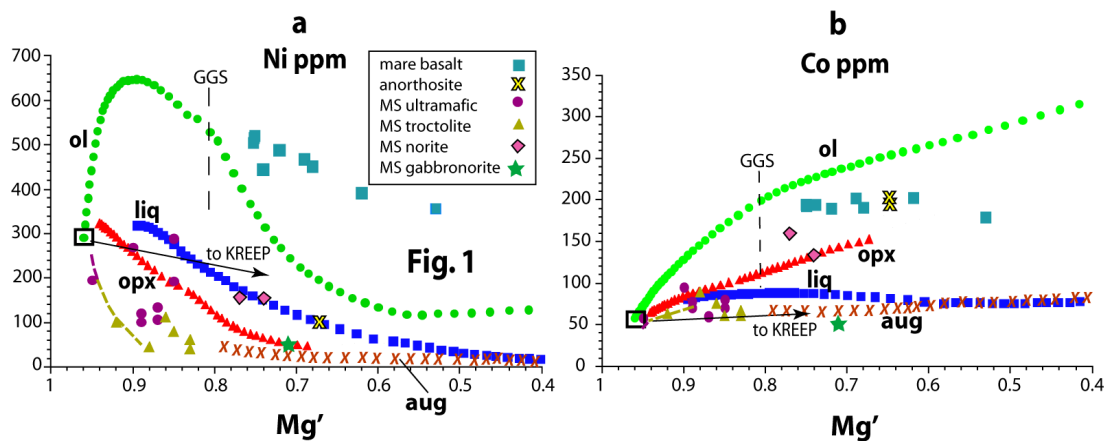 a
Ni ppm
700
600
500
400
300
200
100
0
GGS
ol
liq
opx
to KREEP
aug
Fig. 1
mare basalt
anorthosite
MS ultramafic
MS troctolite
MS norite
MS gabbronorite
1
0.9
0.8
0.7
0.6
0.5
0.4
Mg’
b
Co ppm
350
300
250
200
150
100
50
0
GGS
ol
opx
liq
to KREEP
aug
1
0.9
0.8
0.7
0.6
0.5
0.4
Mg’